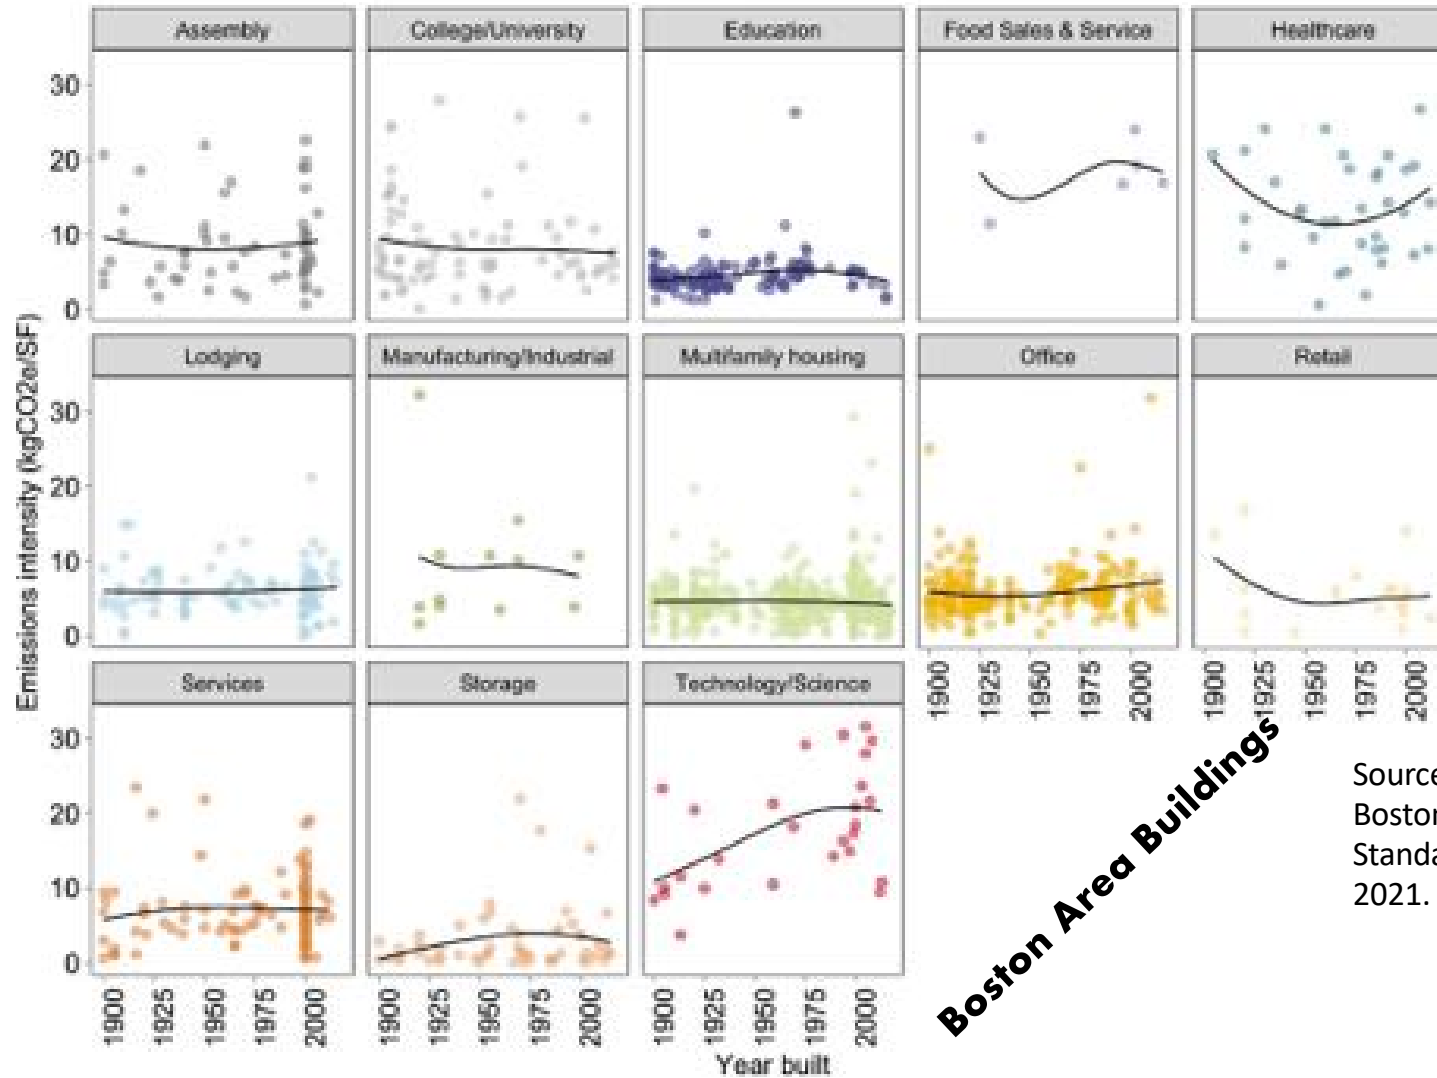 Assembly College/University Education Food Sales & Service Healthcare
30
20
10
0
Lodging Manufacturing/Industrial Multifamily housing Office Retail
30
20
10
0
Emissions intensity (kgCO2e/SF)
1900 1925 1950 1975 2000 1900 1925 1950 1975 2000
Services Storage Technology/Science
30
20
10
0
1900 1925 1950 1975 2000 1900 1925 1950 1975 2000 1900 1925 1950 1975 2000
Year built
Boston Area Buildings
Source
Boston
Standa
2021.